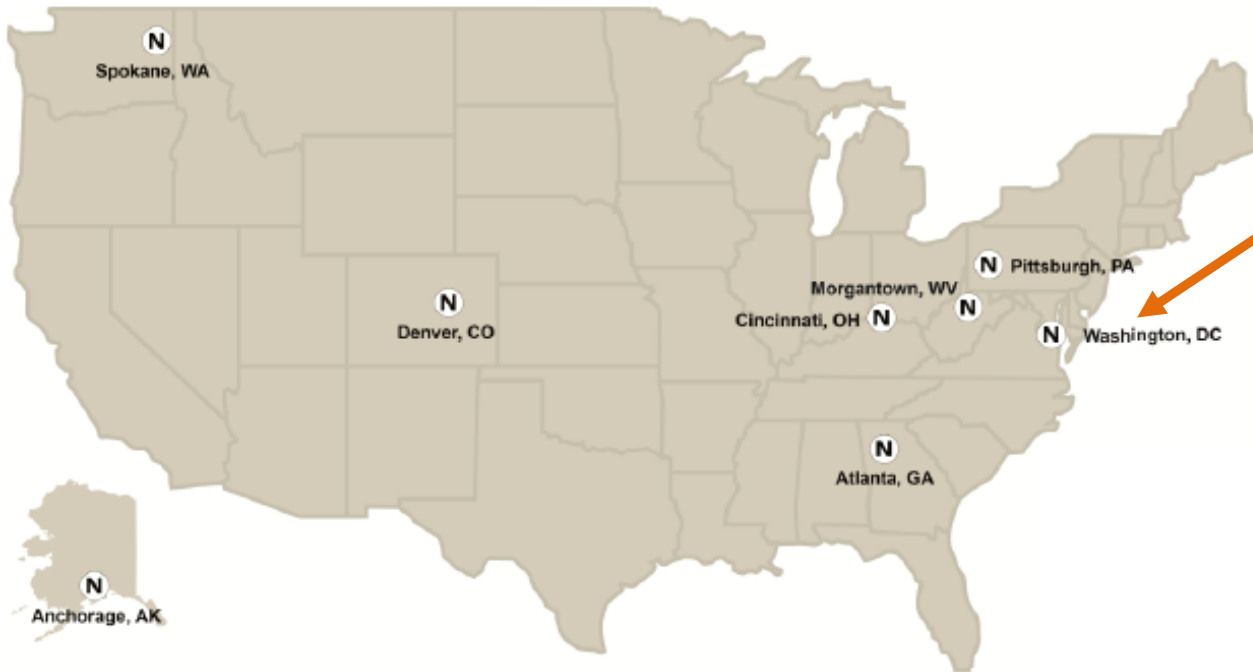 N
Spokane, WA
N
Pittsburgh, PA
Morgantown, WV
N
N
Denver, CO
Cincinnati, OH
N
N
Washington, DC
N
Atlanta, GA
N
Anchorage, AK